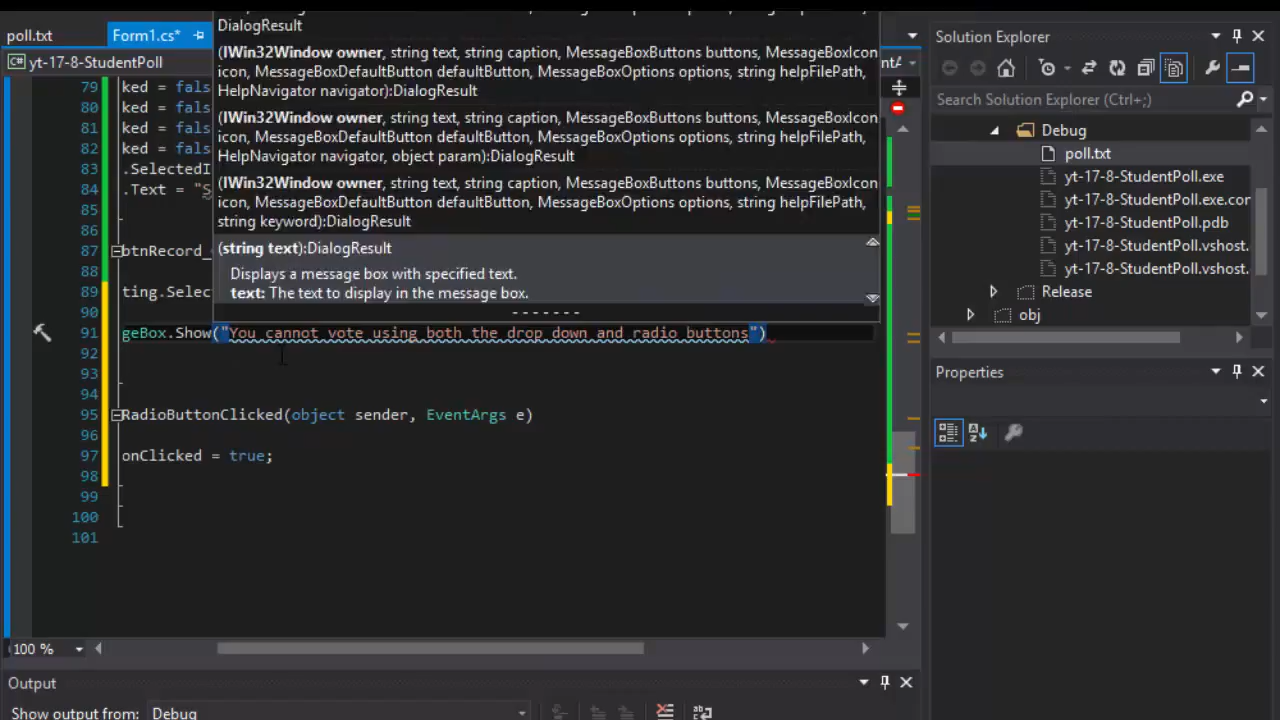 poll.txt
Form1.cs*
yt-17-8-StudentPoll
DialogResult
(IWin32Window owner, string text, string caption, MessageBoxButtons buttons, MessageBoxIcon
icon, MessageBoxDefaultButton defaultButton, MessageBoxOptions options, string helpFilePath,
HelpNavigator navigator):DialogResult
(IWin32Window owner, string text, string caption, MessageBoxButtons buttons, MessageBoxIcon
icon, MessageBoxDefaultButton defaultButton, MessageBoxOptions options, string helpFilePath,
HelpNavigator navigator, object param):DialogResult
(IWin32Window owner, string text, string caption, MessageBoxButtons buttons, MessageBoxIcon
icon, MessageBoxDefaultButton defaultButton, MessageBoxOptions options, string helpFilePath,
string keyword):DialogResult
(string text):DialogResult
Displays a message box with specified text.
text: The text to display in the message box.
79 ked = fals
80 ked = fals
81 ked = fals
82 ked = fals
83 .SelectedI
84 .Text = "S
85
86
87 btnRecord_
88
89 ting.Selec
90
91 geBox.Show("You cannot vote using both the drop down and radio buttons")
92
93
94
95 RadioButtonClicked(object sender, EventArgs e)
96
97 onClicked = true;
98
99
100
101
100 %
Output
Show output from: Debug
Solution Explorer
Search Solution Explorer (Ctrl+;)
Debug
poll.txt
yt-17-8-StudentPoll.exe
yt-17-8-StudentPoll.exe.cor
yt-17-8-StudentPoll.pdb
yt-17-8-StudentPoll.vshost.
yt-17-8-StudentPoll.vshost.
Release
obj
Properties